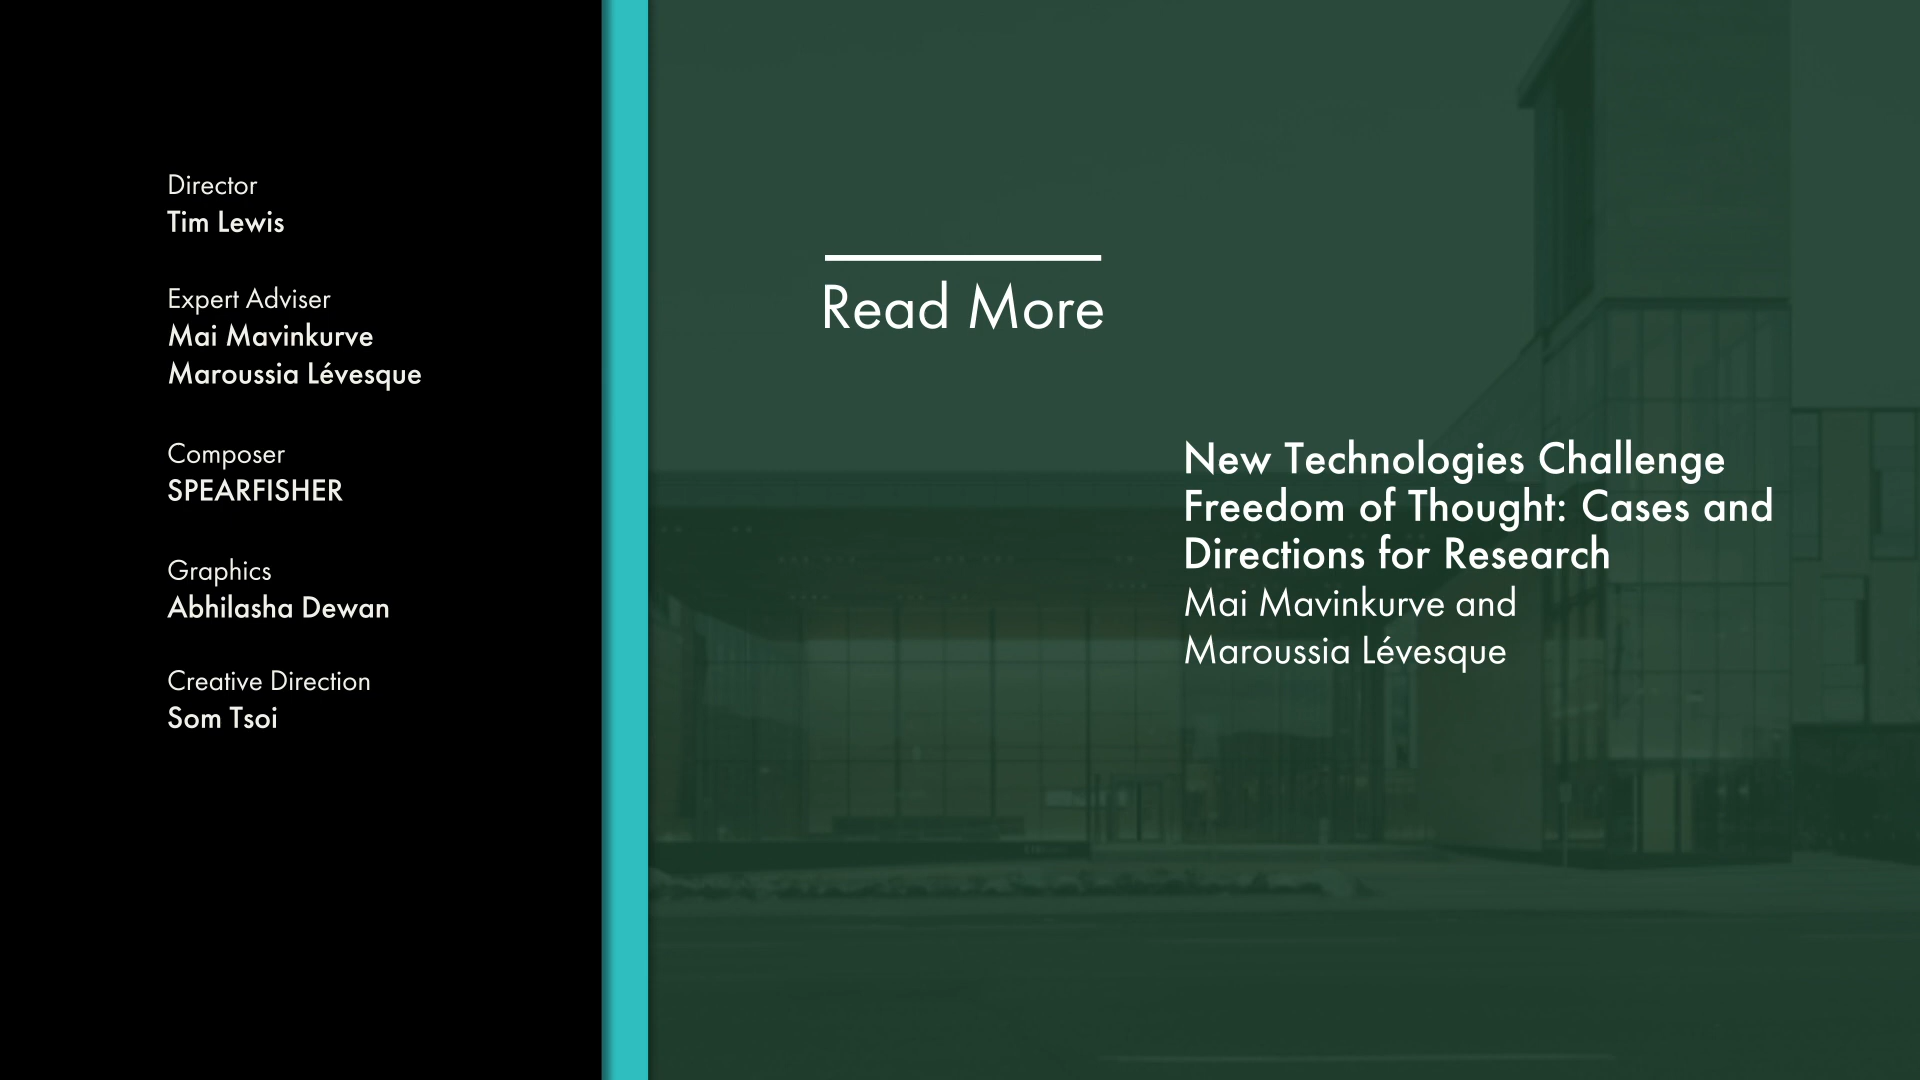 Director
Tim Lewis
Expert Adviser
Mai Mavinkurve
Maroussia Lévesque
Composer
SPEARFISHER
Graphics
Abhilasha Dewan
Creative Direction
Som Tsoi
Read More
New Technologies Challenge
Freedom of Thought: Cases and
Directions for Research
Mai Mavinkurve and
Maroussia Lévesque